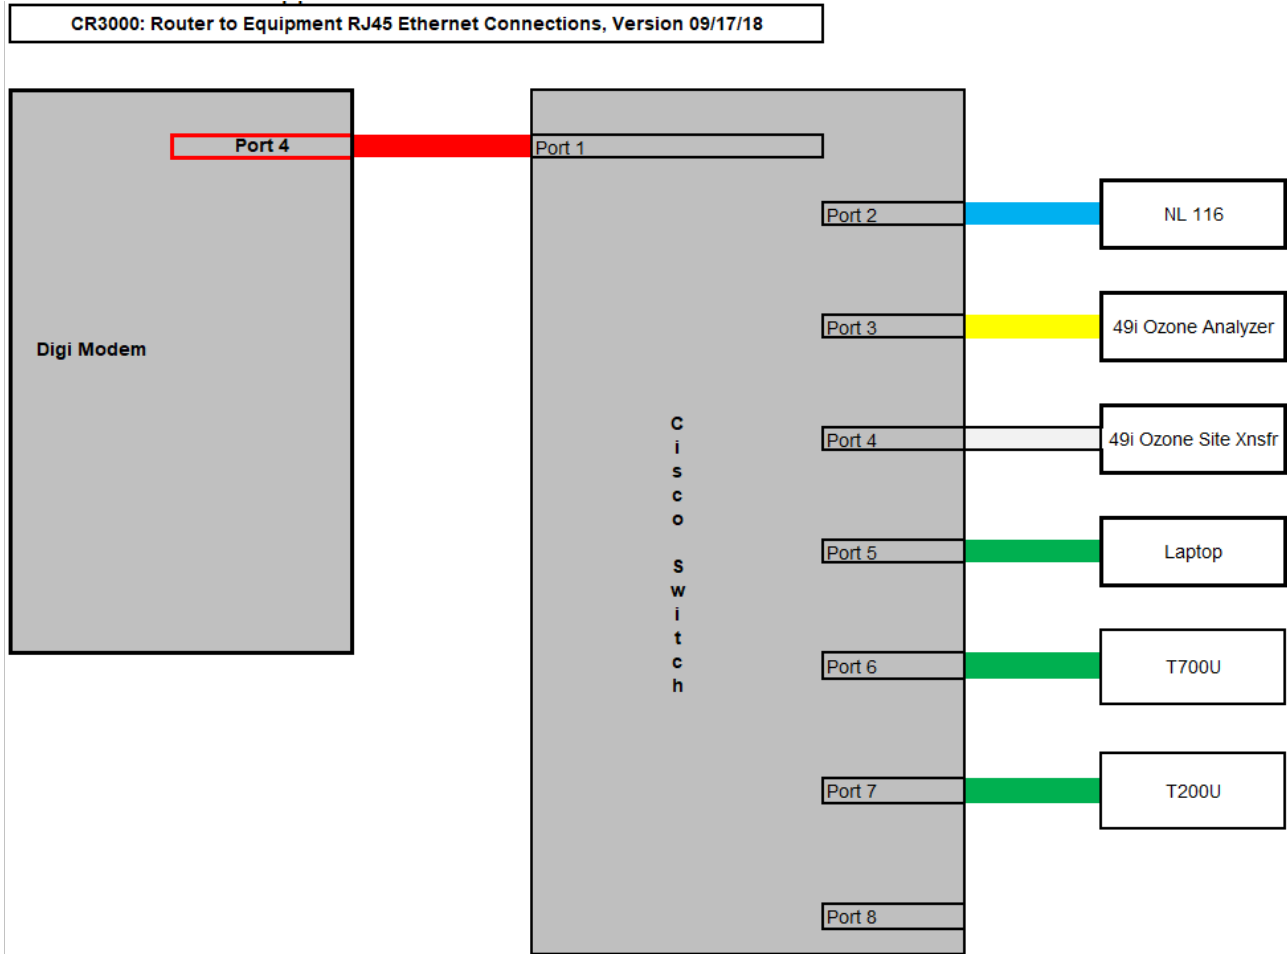 CR3000: Router to Equipment RJ45 Ethernet Connections, Version 09/17/18
Port 4
Port 1
Port 2
NL 116
Port 3
49i Ozone Analyzer
Digi Modem
Port 4
49i Ozone Site Xnsfr
Cisco Switch
Port 5
Laptop
Port 6
T700U
Port 7
T200U
Port 8